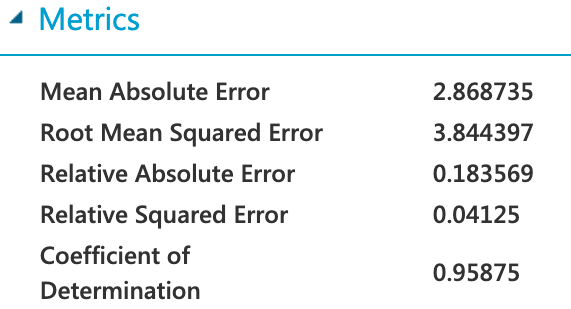 Metrics
Mean Absolute Error 2.868735
Root Mean Squared Error 3.844397
Relative Absolute Error 0.183569
Relative Squared Error 0.04125
Coefficient of
Determination 0.95875